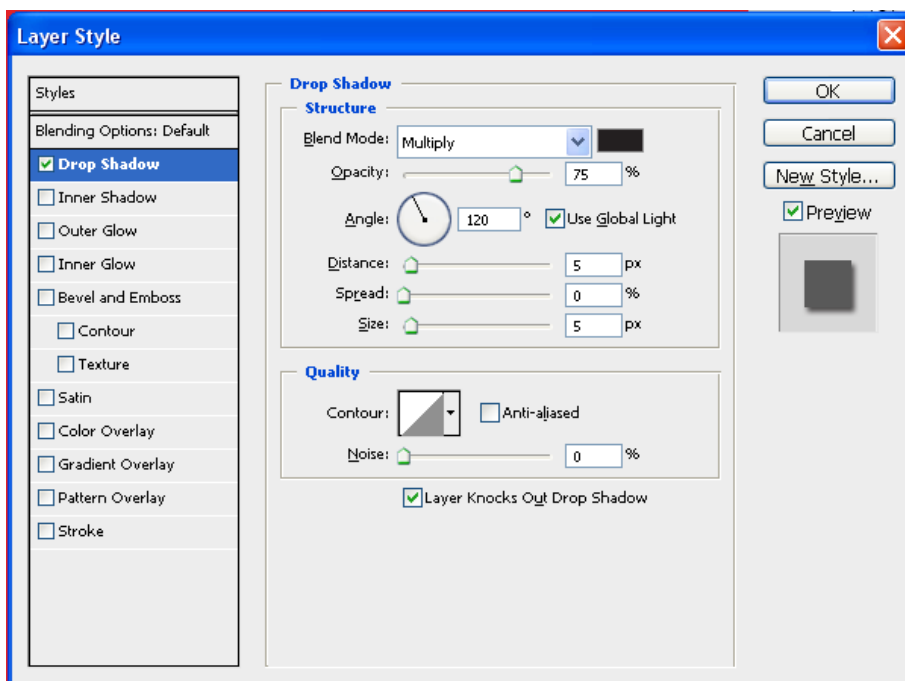 Layer Style
Styles
Blending Options: Default
Drop Shadow
Inner Shadow
Outer Glow
Inner Glow
Bevel and Emboss
Contour
Texture
Satin
Color Overlay
Gradient Overlay
Pattern Overlay
Stroke
Drop Shadow
Structure
Blend Mode: Multiply
Opacity: 75 %
Angle: 120 ° Use Global Light
Distance: 5 px
Spread: 0 %
Size: 5 px
Quality
Contour: Anti-aliased
Noise: 0 %
Layer Knocks Out Drop Shadow
OK
Cancel
New Style...
Preview